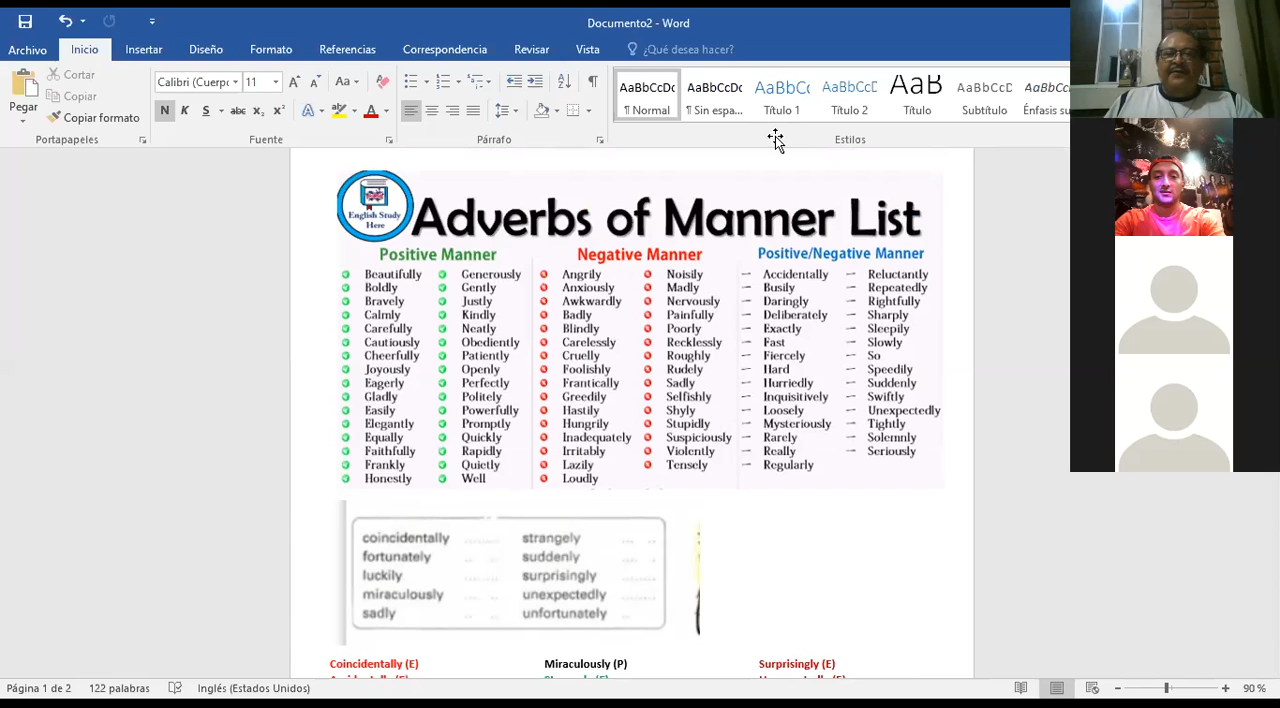 Documento2 - Word
Archivo Inicio Insertar Diseño Formato Referencias Correspondencia Revisar Vista ¿Qué desea hacer?
Pegar
Cortar
Copiar
Copiar formato
Portapapeles
Calibri (Cuerpo 11
Aa
N K S abc x₂ x² A
Fuente
Párrafo
AaBbCcDc AaBbCcDc AaBbCc AaBbCcD AaB AaBbCcD AaBbCcDc
¶ Normal ¶ Sin espa... Título 1 Título 2 Título Subtítulo Énfasis su
Estilos
English Study
Here
Adverbs of Manner List
Positive Manner
Beautifully Generously
Boldly Gently
Bravely Justly
Calmly Kindly
Carefully Neatly
Cautiously Obediently
Cheerfully Patiently
Joyously Openly
Eagerly Perfectly
Gladly Politely
Easily Powerfully
Elegantly Promptly
Equally Quickly
Faithfully Rapidly
Frankly Quietly
Honestly Well
Negative Manner
Angrily Noisily
Anxiously Madly
Awkwardly Nervously
Badly Painfully
Blindly Poorly
Carelessly Recklessly
Cruelly Roughly
Foolishly Rudely
Frantically Sadly
Greedily Selfishly
Hastily Shyly
Hungrily Stupidly
Inadequately Suspiciously
Irritably Violently
Lazily Tensely
Loudly
Positive/Negative Manner
Accidentally Reluctantly
Busily Repeatedly
Daringly Rightfully
Deliberately Sharply
Exactly Sleepily
Fast Slowly
Fiercely So
Hard Speedily
Hurriedly Suddenly
Inquisitively Swiftly
Loosely Unexpectedly
Mysteriously Tightly
Rarely Solemnly
Really Seriously
Regularly
coincidentally strangely
fortunately suddenly
luckily surprisingly
miraculously unexpectedly
sadly unfortunately
Coincidentally (E) Miraculously (P) Surprisingly (E)
Página 1 de 2 122 palabras Inglés (Estados Unidos) 90 %